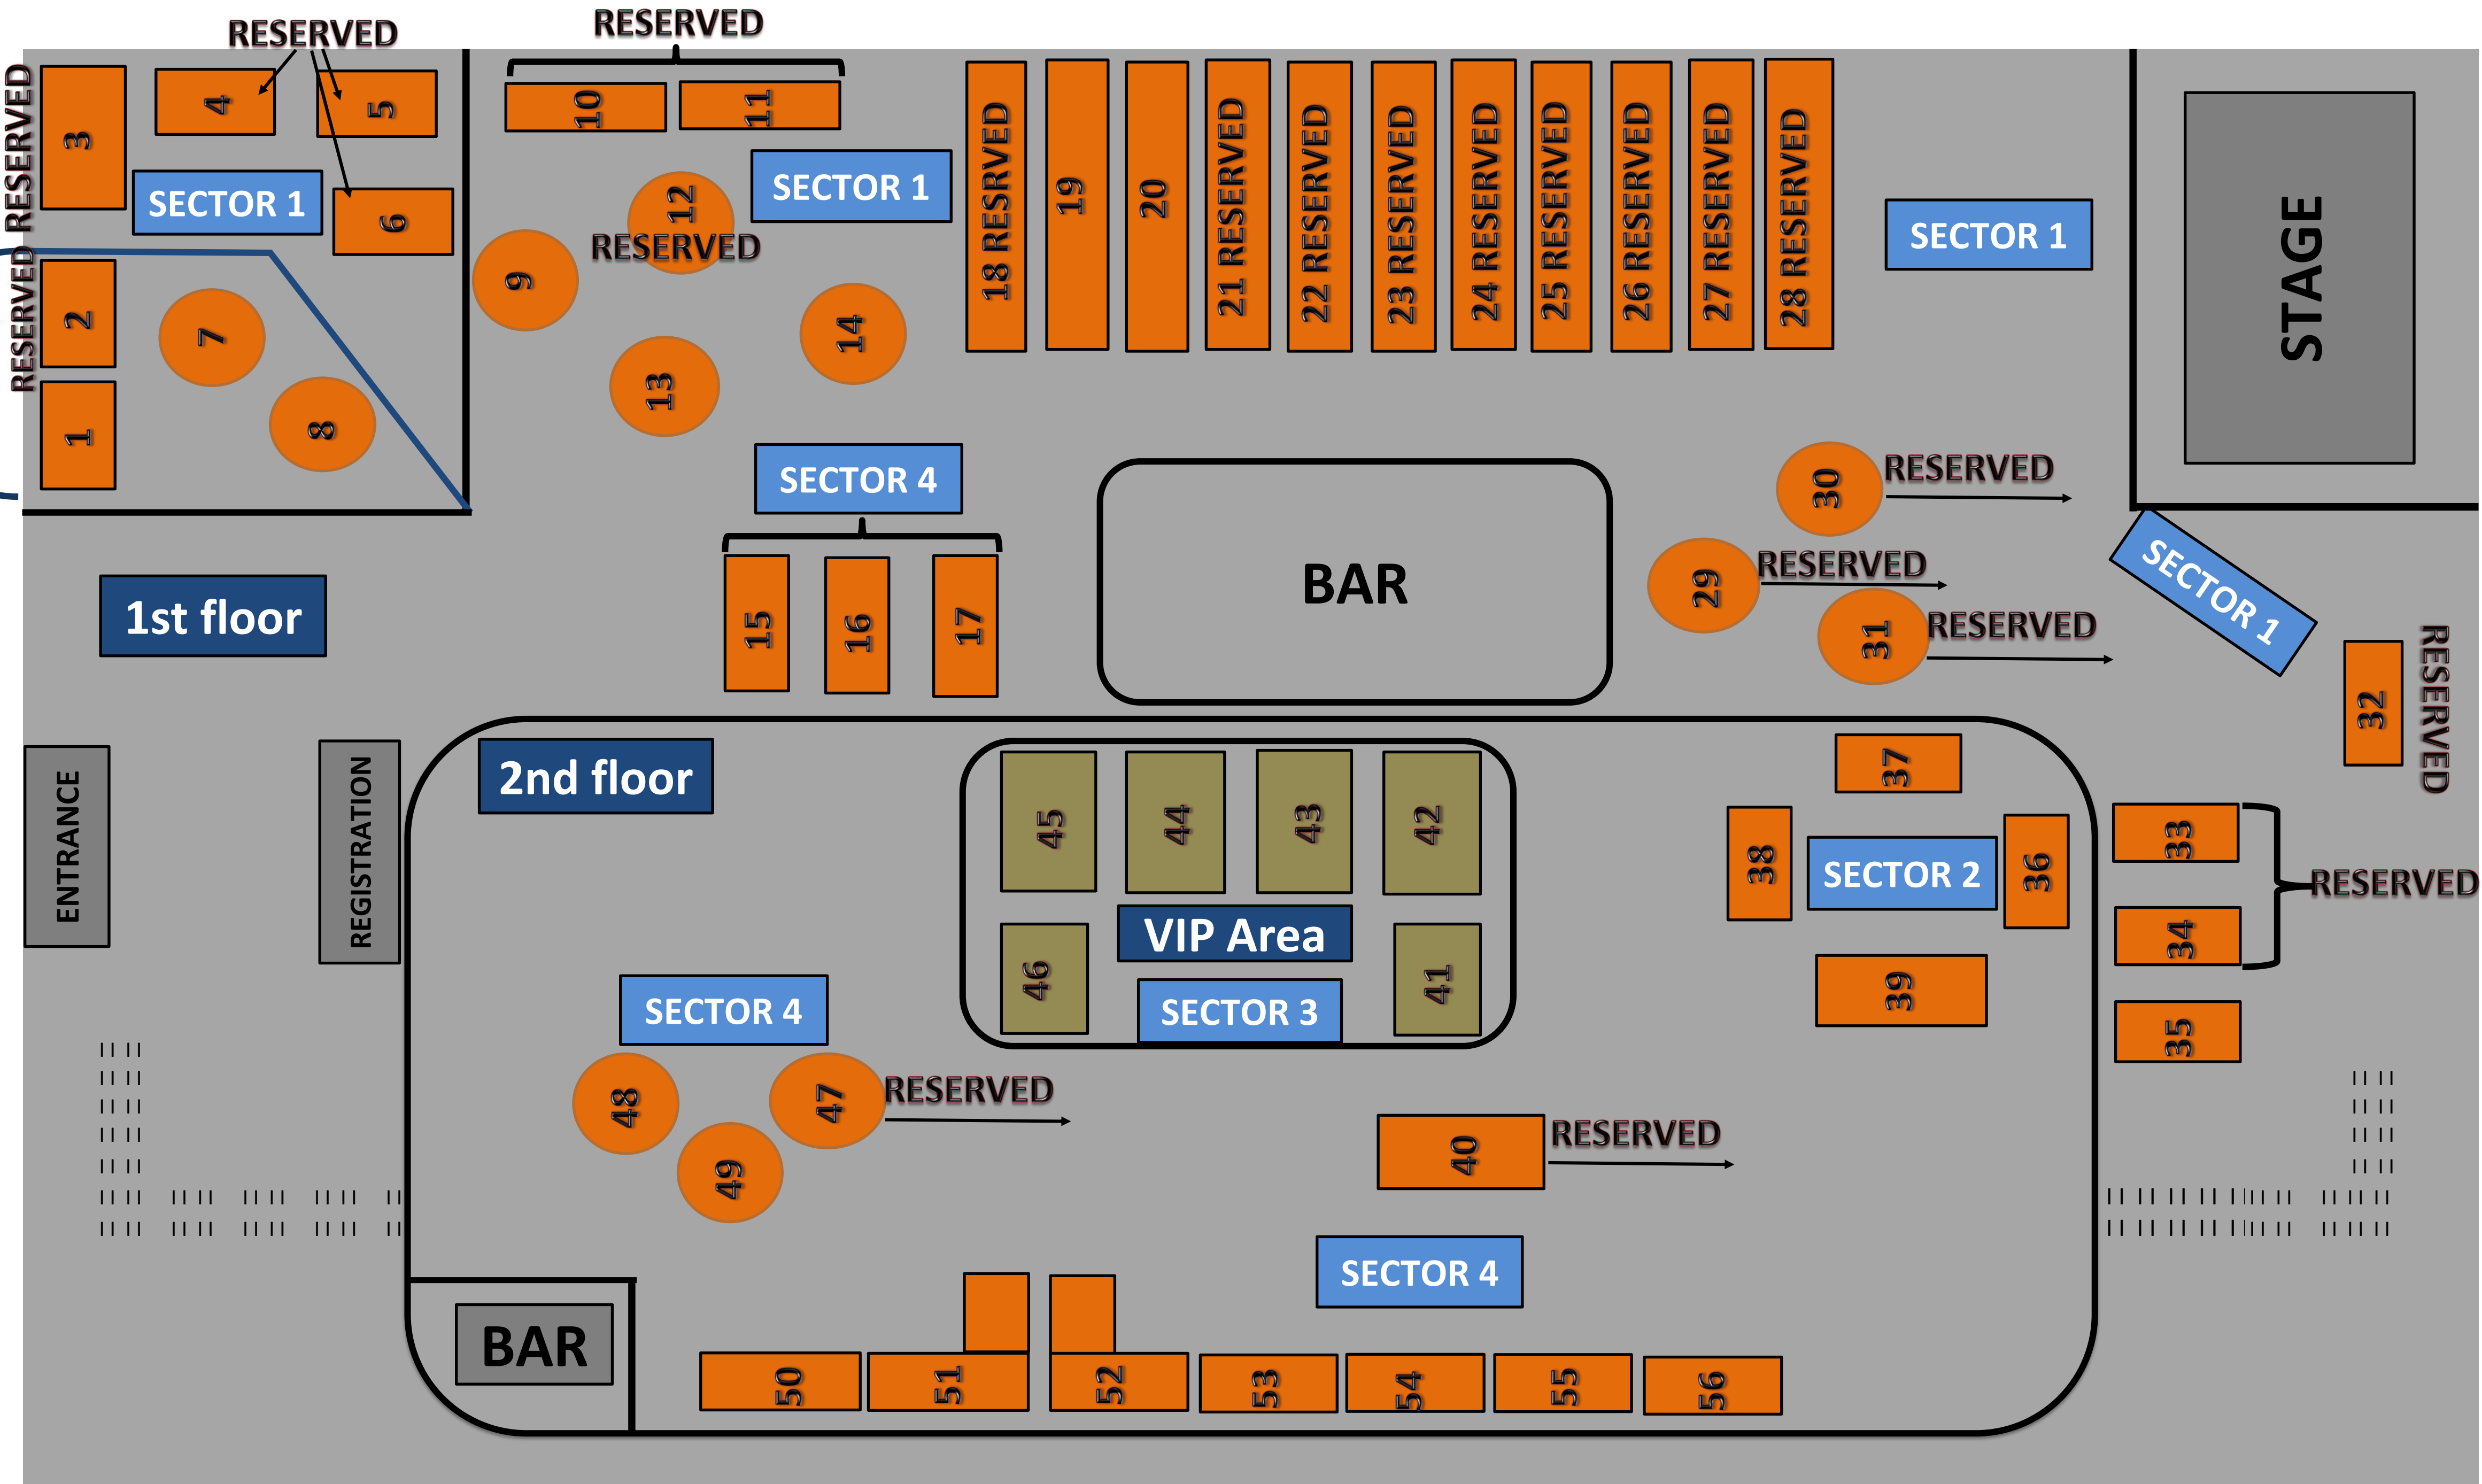 RESERVED
RESERVED
RESERVED
3
4
5
SECTOR 1
6
RESERVED
2
7
1
8
10
11
12
RESERVED
SECTOR 1
9
14
13
18 RESERVED
19
20
21 RESERVED
22 RESERVED
23 RESERVED
24 RESERVED
25 RESERVED
26 RESERVED
27 RESERVED
28 RESERVED
SECTOR 1
STAGE
SECTOR 4
15
16
17
BAR
30
RESERVED
29
RESERVED
31
RESERVED
SECTOR 1
32
RESERVED
1st floor
ENTRANCE
REGISTRATION
2nd floor
45
44
43
42
VIP Area
46
41
SECTOR 3
37
38
SECTOR 2
36
39
33
34
RESERVED
35
SECTOR 4
48
47
RESERVED
49
40
RESERVED
SECTOR 4
BAR
50
51
52
53
54
55
56